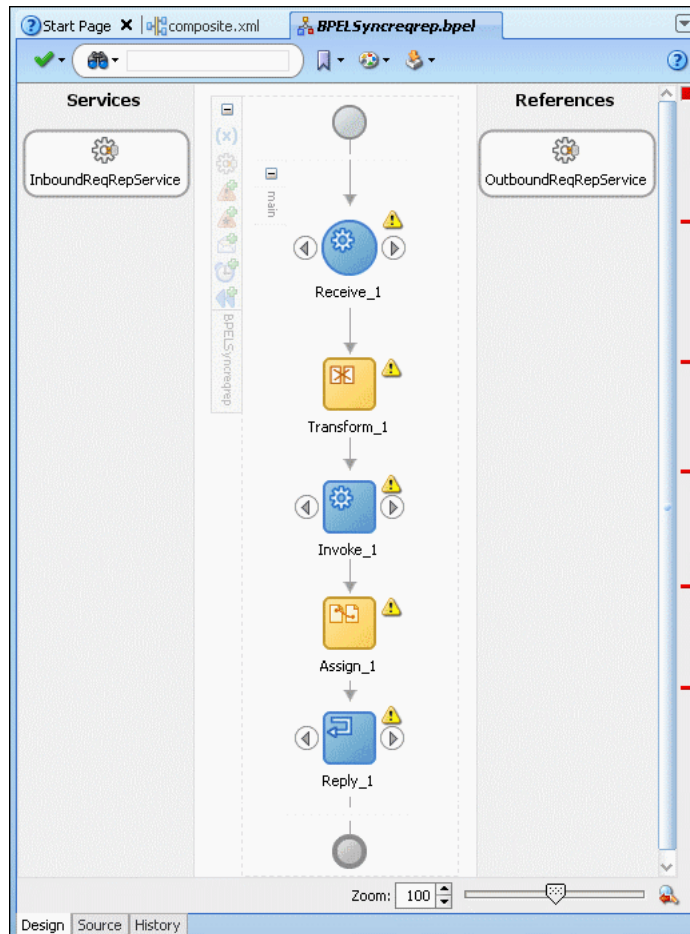 Start Page composite.xml BPELSyncreqrep.bpel
Services
References
InboundReqRepService
OutboundReqRepService
(x)
main
BPELSyncreqrep
Receive_1
Transform_1
Invoke_1
Assign_1
Reply_1
Zoom: 100
Design Source History